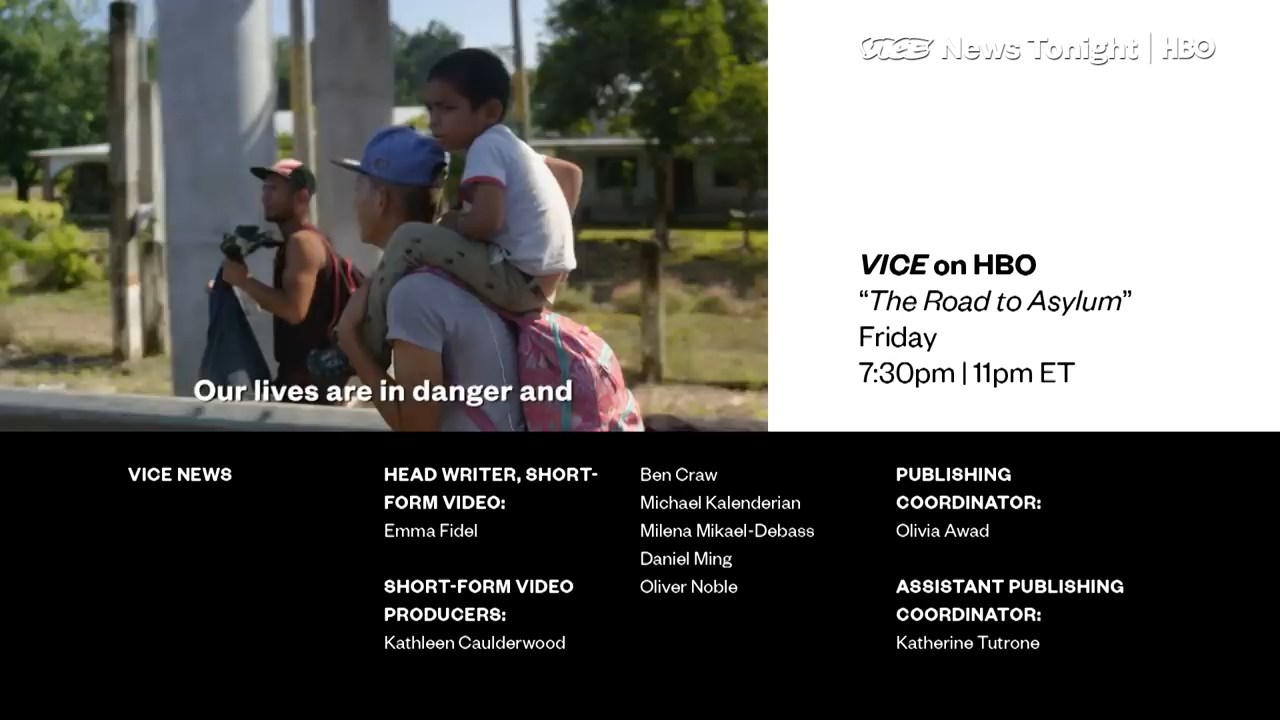 VICE News Tonight | HBO
VICE on HBO
“The Road to Asylum”
Friday
7:30pm | 11pm ET
Our lives are in danger and
VICE NEWS
HEAD WRITER, SHORT-
FORM VIDEO:
Emma Fidel
SHORT-FORM VIDEO
PRODUCERS:
Kathleen Caulderwood
Ben Craw
Michael Kalenderian
Milena Mikael-Debass
Daniel Ming
Oliver Noble
PUBLISHING
COORDINATOR:
Olivia Awad
ASSISTANT PUBLISHING
COORDINATOR:
Katherine Tutrone